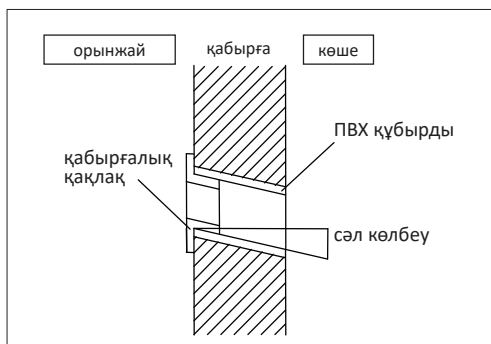 орынжай
қабырға
көше
ПВХ құбырды
қабырғалық
қақлақ
сәл көлбеу